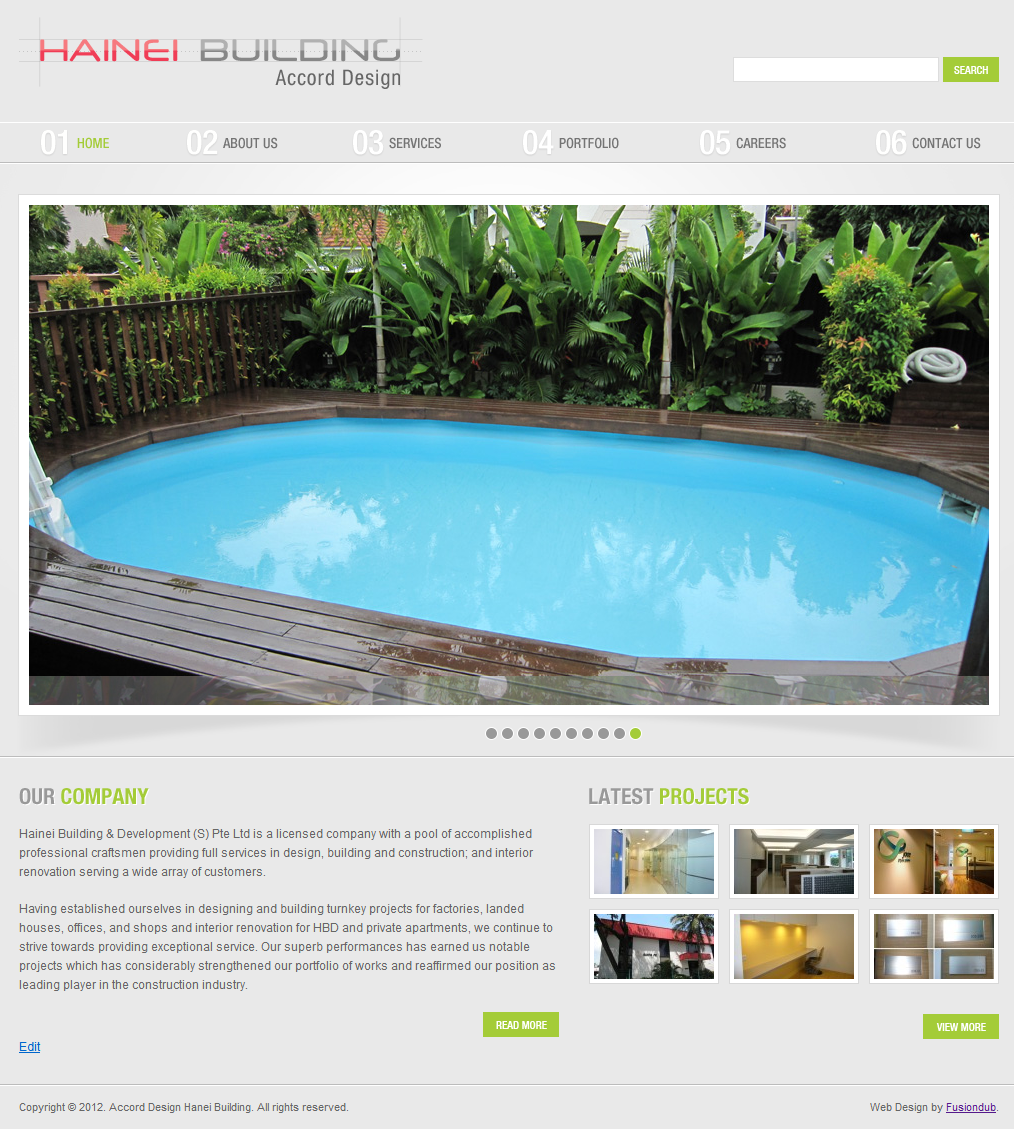 HAINEI BUILDING
Accord Design
SEARCH
01 HOME
02 ABOUT US
03 SERVICES
04 PORTFOLIO
05 CAREERS
06 CONTACT US
OUR COMPANY
Hainei Building & Development (S) Pte Ltd is a licensed company with a pool of accomplished
professional craftsmen providing full services in design, building and construction; and interior
renovation serving a wide array of customers.
Having established ourselves in designing and building turnkey projects for factories, landed
houses, offices, and shops and interior renovation for HBD and private apartments, we continue to
strive towards providing exceptional service. Our superb performances has earned us notable
projects which has considerably strengthened our portfolio of works and reaffirmed our position as
leading player in the construction industry.
READ MORE
Edit
LATEST PROJECTS
VIEW MORE
Copyright © 2012. Accord Design Hanei Building. All rights reserved.
Web Design by Fusiondub.